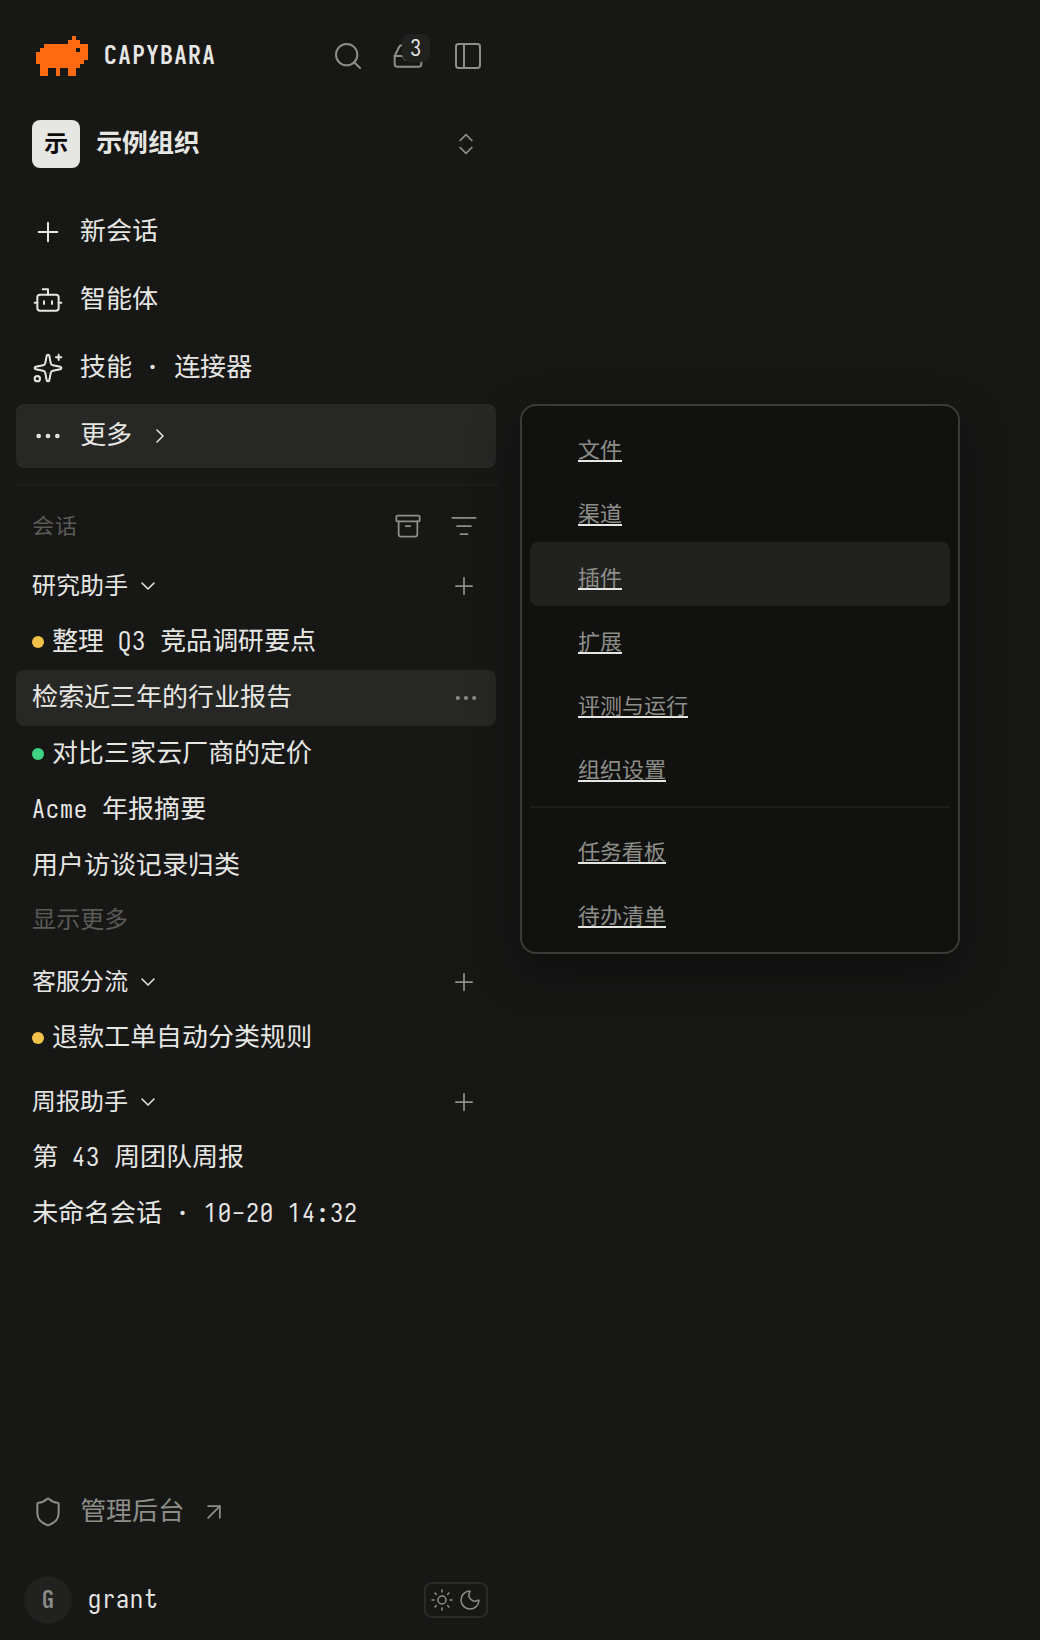 CAPYBARA
3
示 示例组织
新会话
智能体
技能 · 连接器
更多
会话
研究助手
整理 Q3 竞品调研要点
检索近三年的行业报告
对比三家云厂商的定价
Acme 年报摘要
用户访谈记录归类
显示更多
客服分流
退款工单自动分类规则
周报助手
第 43 周团队周报
未命名会话 · 10-20 14:32
管理后台
G grant
文件
渠道
插件
扩展
评测与运行
组织设置
任务看板
待办清单